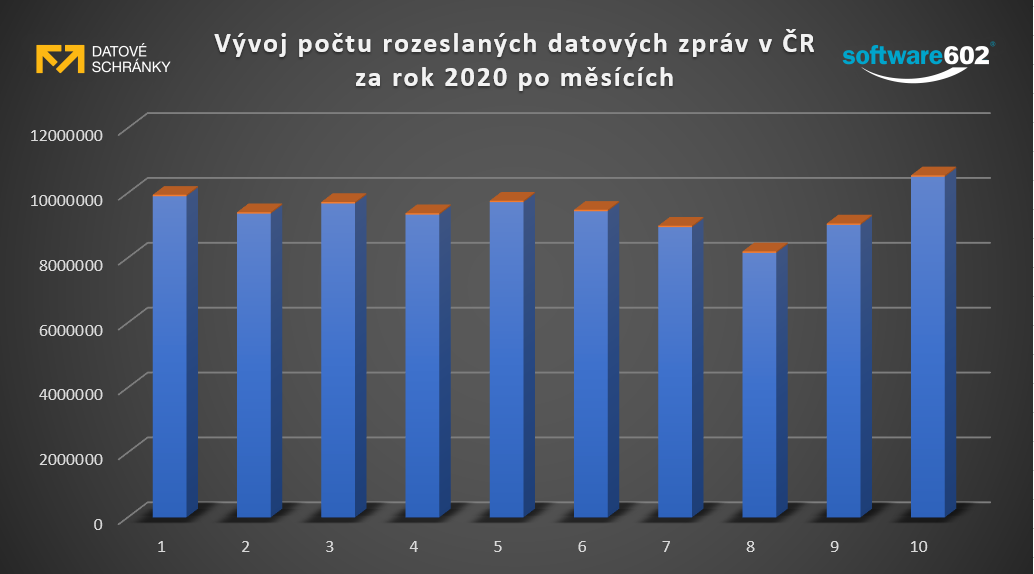 DATOVÉ
SCHRÁNKY
Vývoj počtu rozeslaných datových zpráv v ČR
za rok 2020 po měsících
software602®
12000000
10000000
8000000
6000000
4000000
2000000
0
1 2 3 4 5 6 7 8 9 10